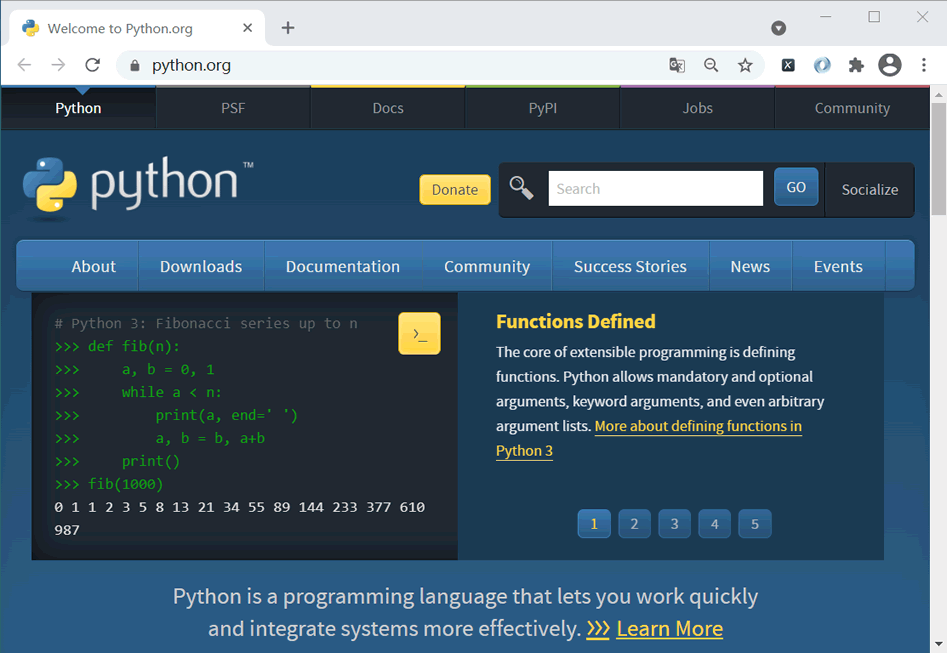 Welcome to Python.org
python.org
Python PSF Docs PyPI Jobs Community
python™
Donate Search GO Socialize
About Downloads Documentation Community Success Stories News Events
# Python 3: Fibonacci series up to n
>>> def fib(n):
>>>     a, b = 0, 1
>>>     while a < n:
>>>         print(a, end=' ')
>>>         a, b = b, a+b
>>>     print()
>>> fib(1000)
0 1 1 2 3 5 8 13 21 34 55 89 144 233 377 610
987
>_
Functions Defined
The core of extensible programming is defining
functions. Python allows mandatory and optional
arguments, keyword arguments, and even arbitrary
argument lists. More about defining functions in
Python 3
1 2 3 4 5
Python is a programming language that lets you work quickly
and integrate systems more effectively. >>> Learn More